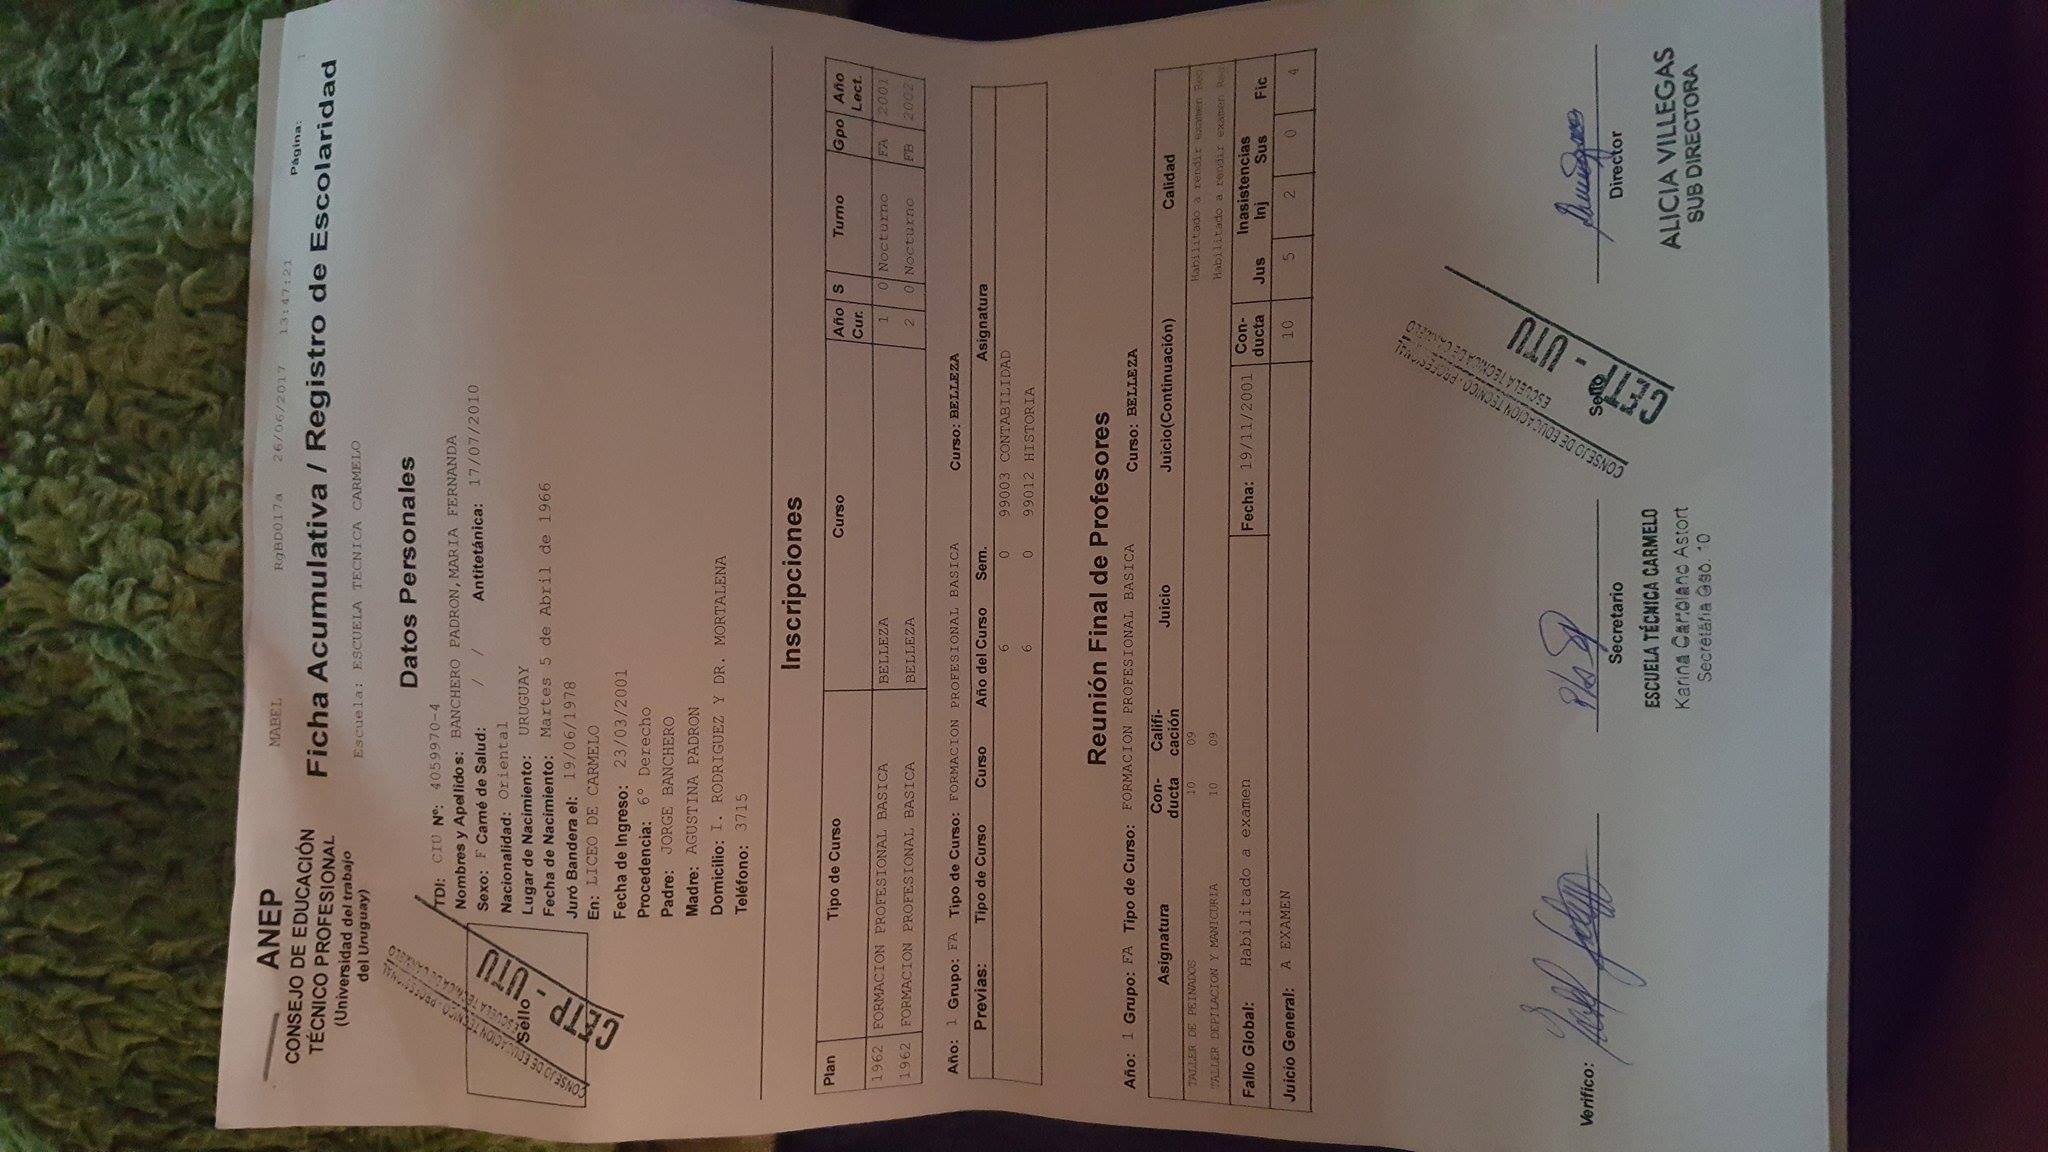 MABEL RgBD017a 26/06/2017 13:47:21 Página: 1
ANEP
CONSEJO DE EDUCACIÓN
TÉCNICO PROFESIONAL
(Universidad del trabajo
del Uruguay)
Ficha Acumulativa / Registro de Escolaridad
Escuela: ESCUELA TECNICA CARMELO
Datos Personales
CONSEJO DE EDUCACION TECNICO - PROFESIONAL
ESCUELA TECNICA DE CARMELO
CETP - UTU
Sello
TDI: CIU Nº: 4059970-4
Nombres y Apellidos: BANCHERO PADRON, MARIA FERNANDA
Sexo: F Carné de Salud: / / Antitetánica: 17/07/2010
Nacionalidad: Oriental
Lugar de Nacimiento: URUGUAY
Fecha de Nacimiento: Martes 5 de Abril de 1966
Juró Bandera el: 19/06/1978
En: LICEO DE CARMELO
Fecha de Ingreso: 23/03/2001
Procedencia: 6º Derecho
Padre: JORGE BANCHERO
Madre: AGUSTINA PADRON
Domicilio: I. RODRIGUEZ Y DR. MORTALENA
Teléfono: 3715
Inscripciones
Plan Tipo de Curso Curso Año Cur. S Turno Gpo Año Lect.
1962 FORMACION PROFESIONAL BASICA BELLEZA 1 0 Nocturno FA 2001
1962 FORMACION PROFESIONAL BASICA BELLEZA 2 0 Nocturno FB 2002
Año: 1 Grupo: FA Tipo de Curso: FORMACION PROFESIONAL BASICA Curso: BELLEZA
Previas: Tipo de Curso Curso Año del Curso Sem. Asignatura
6 0 99003 CONTABILIDAD
6 0 99012 HISTORIA
Reunión Final de Profesores
Año: 1 Grupo: FA Tipo de Curso: FORMACION PROFESIONAL BASICA Curso: BELLEZA
Asignatura Con-ducta Califi-cación Juicio Juicio(Continuación) Calidad
TALLER DE PEINADOS 10 09 Habilitado a rendir examen Reg
TALLER DEPILACION Y MANICURIA 10 09 Habilitado a rendir examen Reg
Fallo Global: Habilitado a examen Fecha: 19/11/2001 Con-ducta Inasistencias Jus Inj Sus Fic
Juicio General: A EXAMEN 10 5 2 0 4
Verifico:
Secretario
Sello
Director
CONSEJO DE EDUCACION TECNICO - PROFESIONAL
ESCUELA TECNICA DE CARMELO
CETP - UTU
ESCUELA TÉCNICA CARMELO
Karina Carrolano Astort
Secretaria Gdo. 10
ALICIA VILLEGAS
SUB DIRECTORA